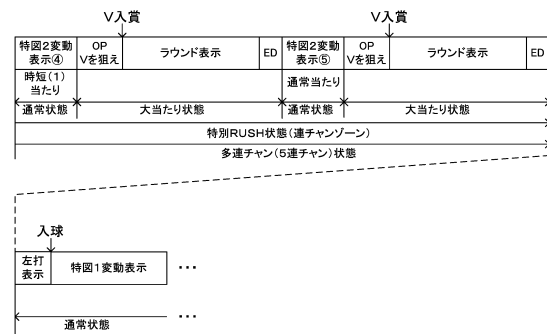 V入賞
V入賞
特図2変動
表示④
OP
Vを狙え
ラウンド表示
ED
特図2変動
表示⑤
OP
Vを狙え
ラウンド表示
ED
時短(1)
当たり
通常当たり
通常状態
大当たり状態
通常状態
大当たり状態
特別RUSH状態(連チャンゾーン)
多連チャン(5連チャン)状態
入球
左打
表示
特図1変動表示
・・・
通常状態
・・・